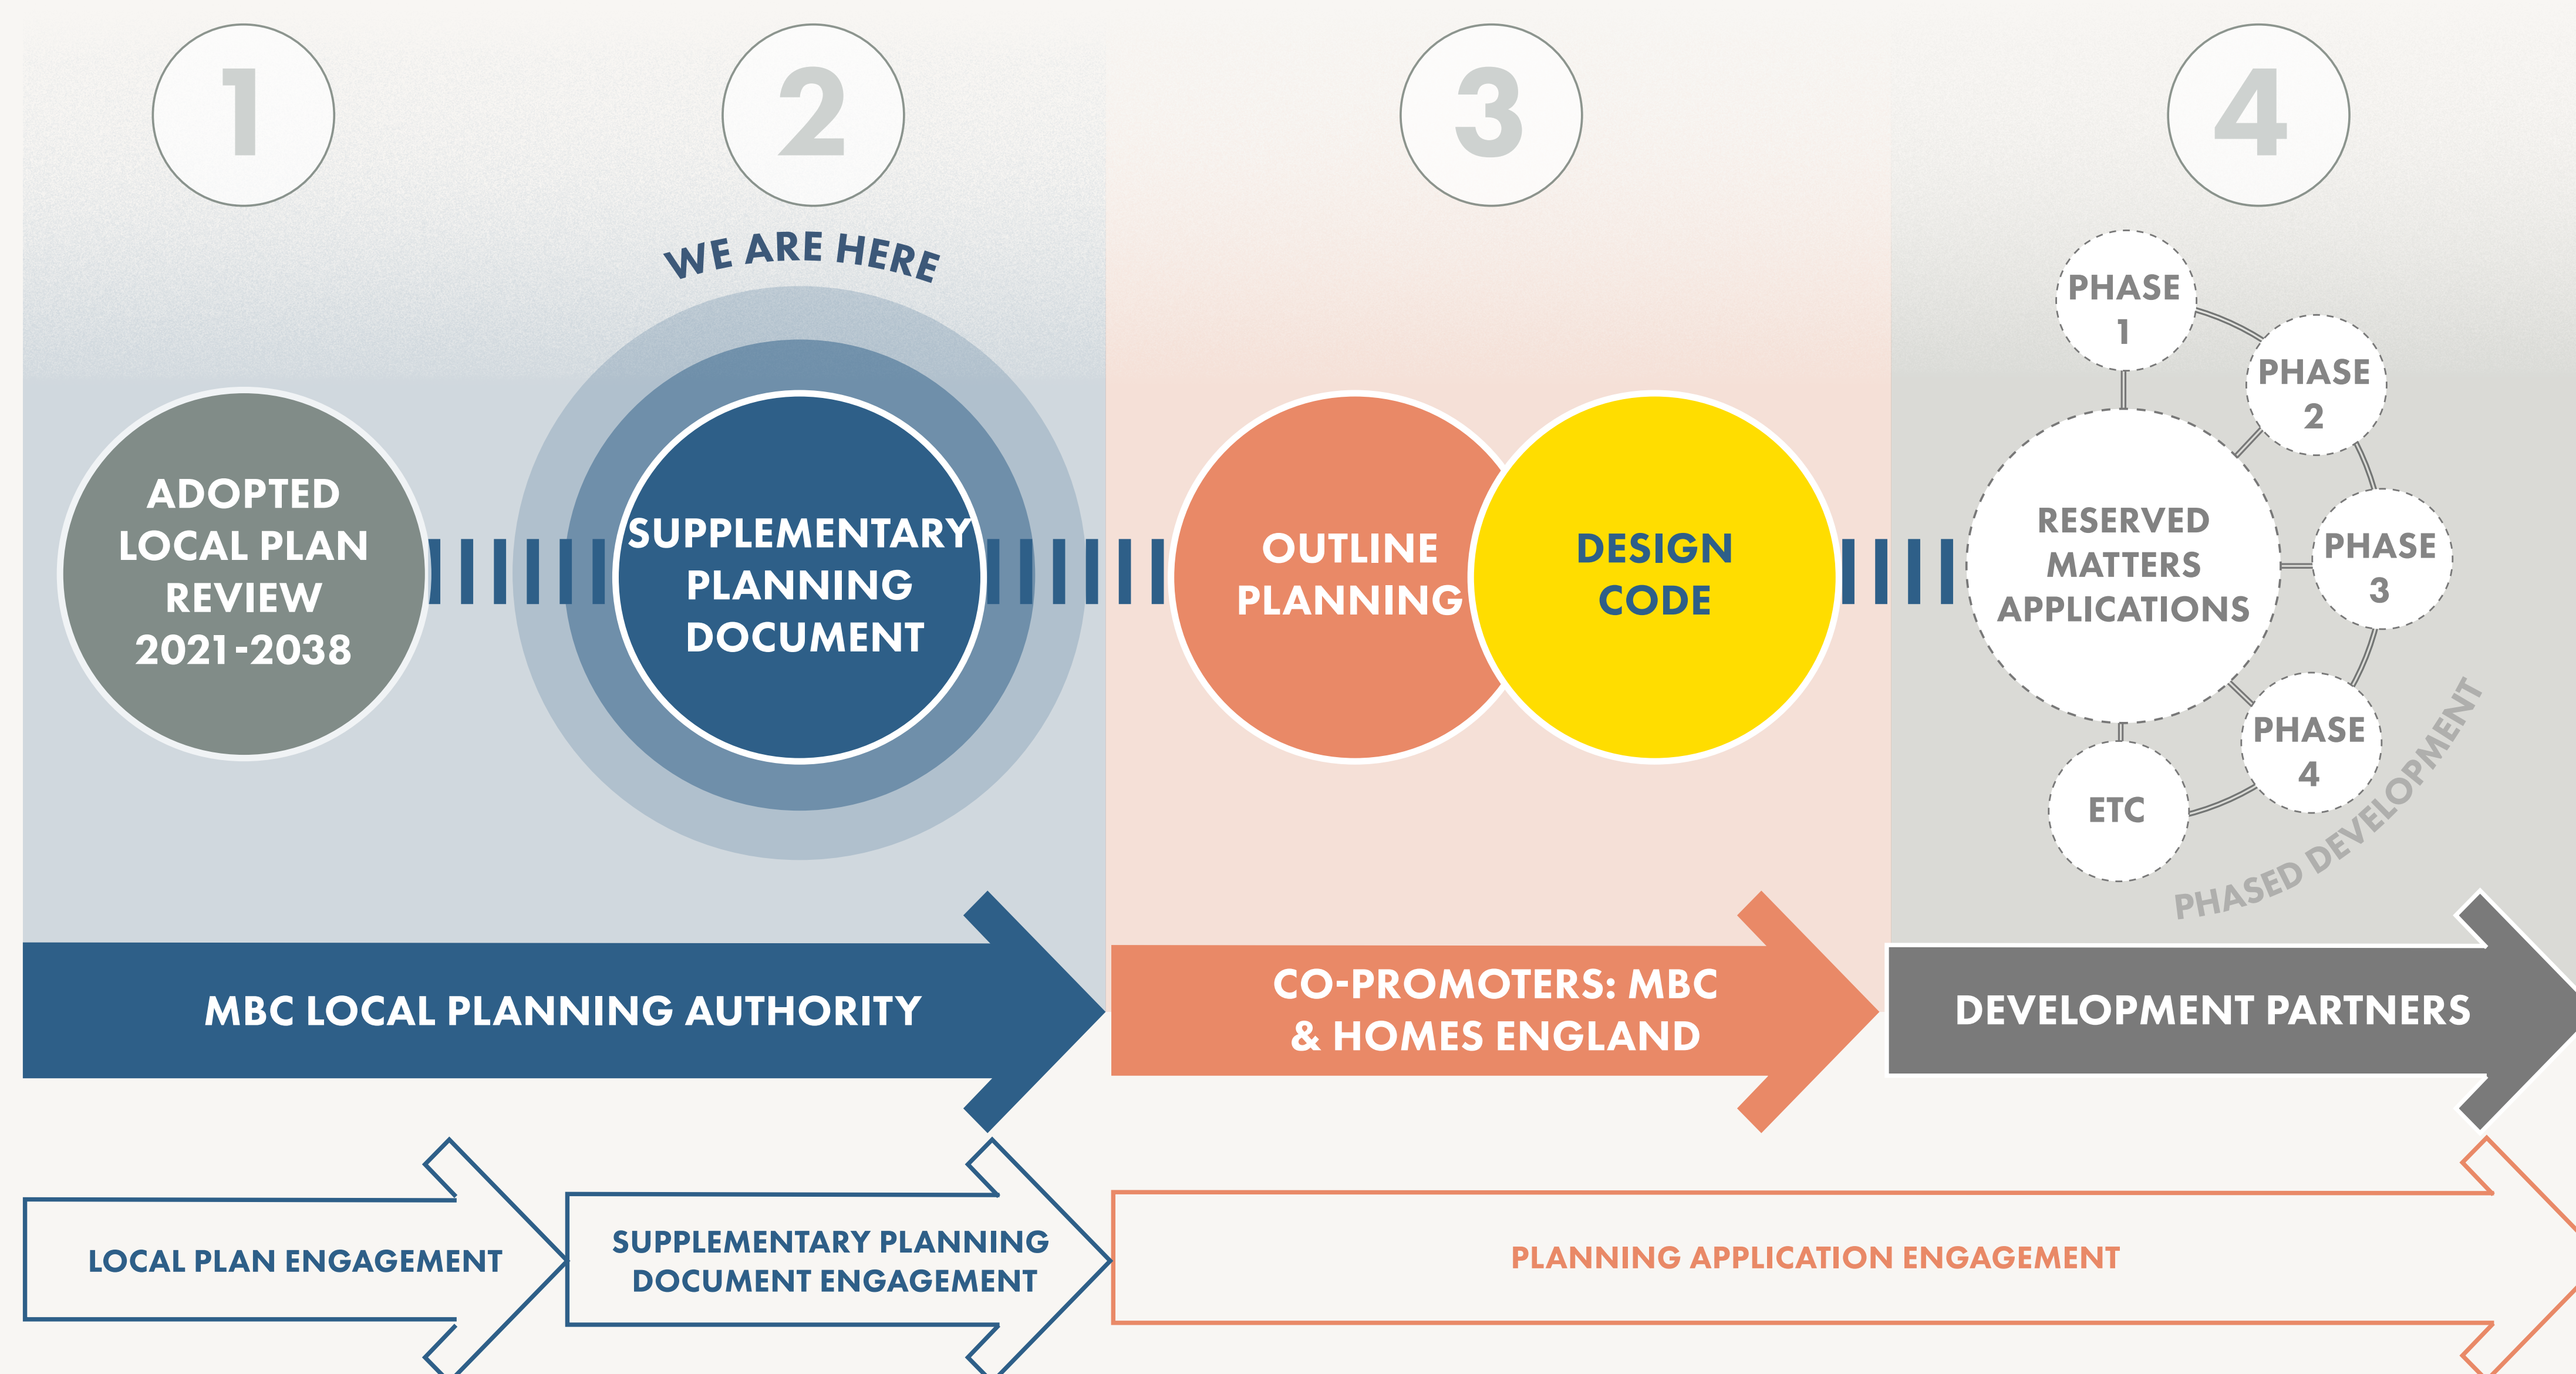 1
2
3
4
WE ARE HERE
ADOPTED
LOCAL PLAN
REVIEW
2021-2038
SUPPLEMENTARY
PLANNING
DOCUMENT
OUTLINE
PLANNING
DESIGN
CODE
RESERVED
MATTERS
APPLICATIONS
PHASE
1
PHASE
2
PHASE
3
PHASE
4
ETC
PHASED DEVELOPMENT
MBC LOCAL PLANNING AUTHORITY
CO-PROMOTERS: MBC
& HOMES ENGLAND
DEVELOPMENT PARTNERS
LOCAL PLAN ENGAGEMENT
SUPPLEMENTARY PLANNING
DOCUMENT ENGAGEMENT
PLANNING APPLICATION ENGAGEMENT